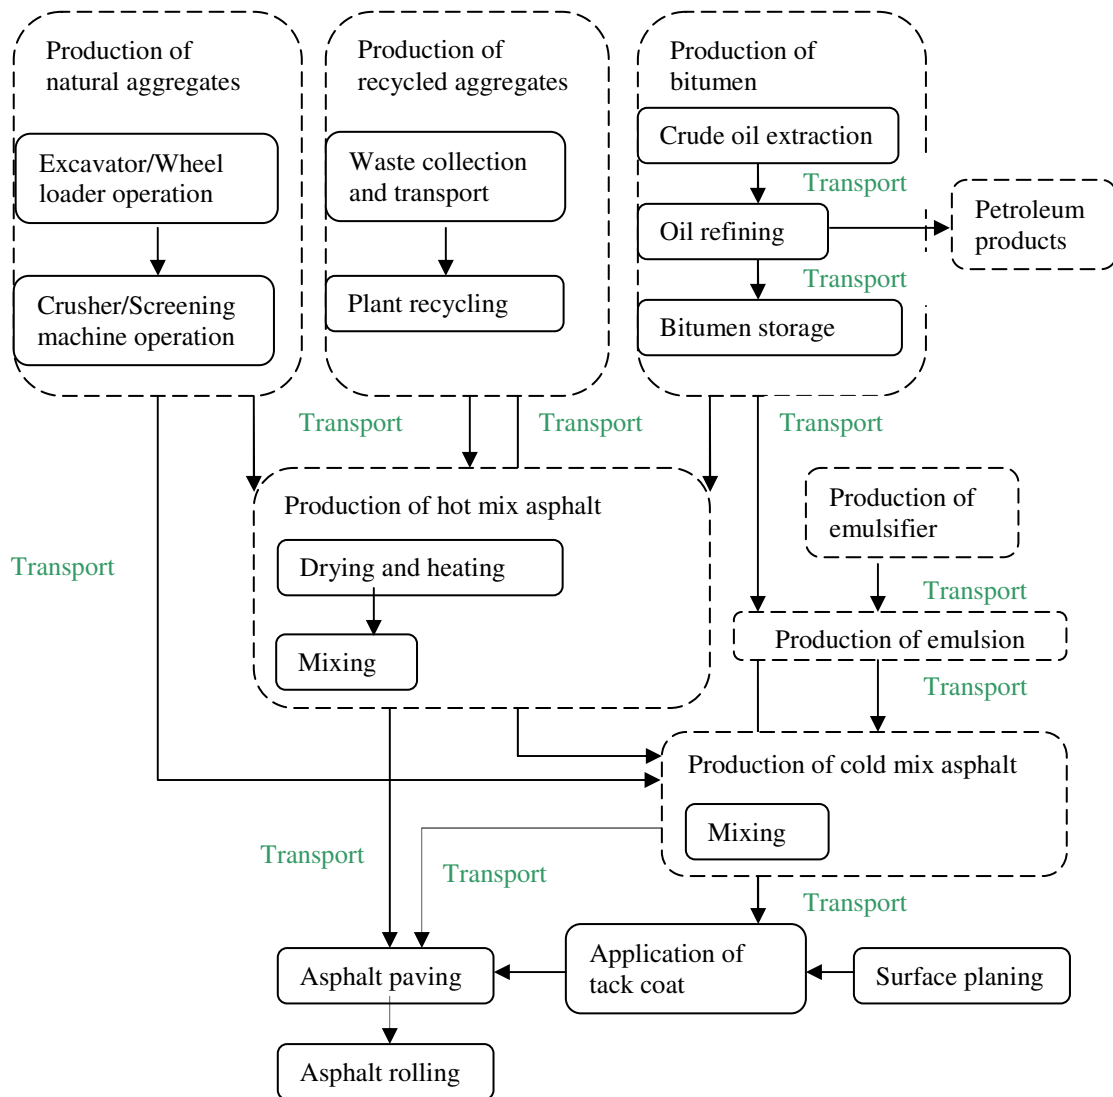 Production of
natural aggregates
Excavator/Wheel
loader operation
Crusher/Screening
machine operation
Production of
recycled aggregates
Waste collection
and transport
Plant recycling
Production of
bitumen
Crude oil extraction
Transport
Oil refining
Transport
Bitumen storage
Petroleum
products
Transport
Transport
Transport
Production of hot mix asphalt
Drying and heating
Mixing
Production of
emulsifier
Transport
Transport
Production of emulsion
Transport
Production of cold mix asphalt
Mixing
Transport
Transport
Transport
Asphalt paving
Application of
tack coat
Surface planing
Asphalt rolling